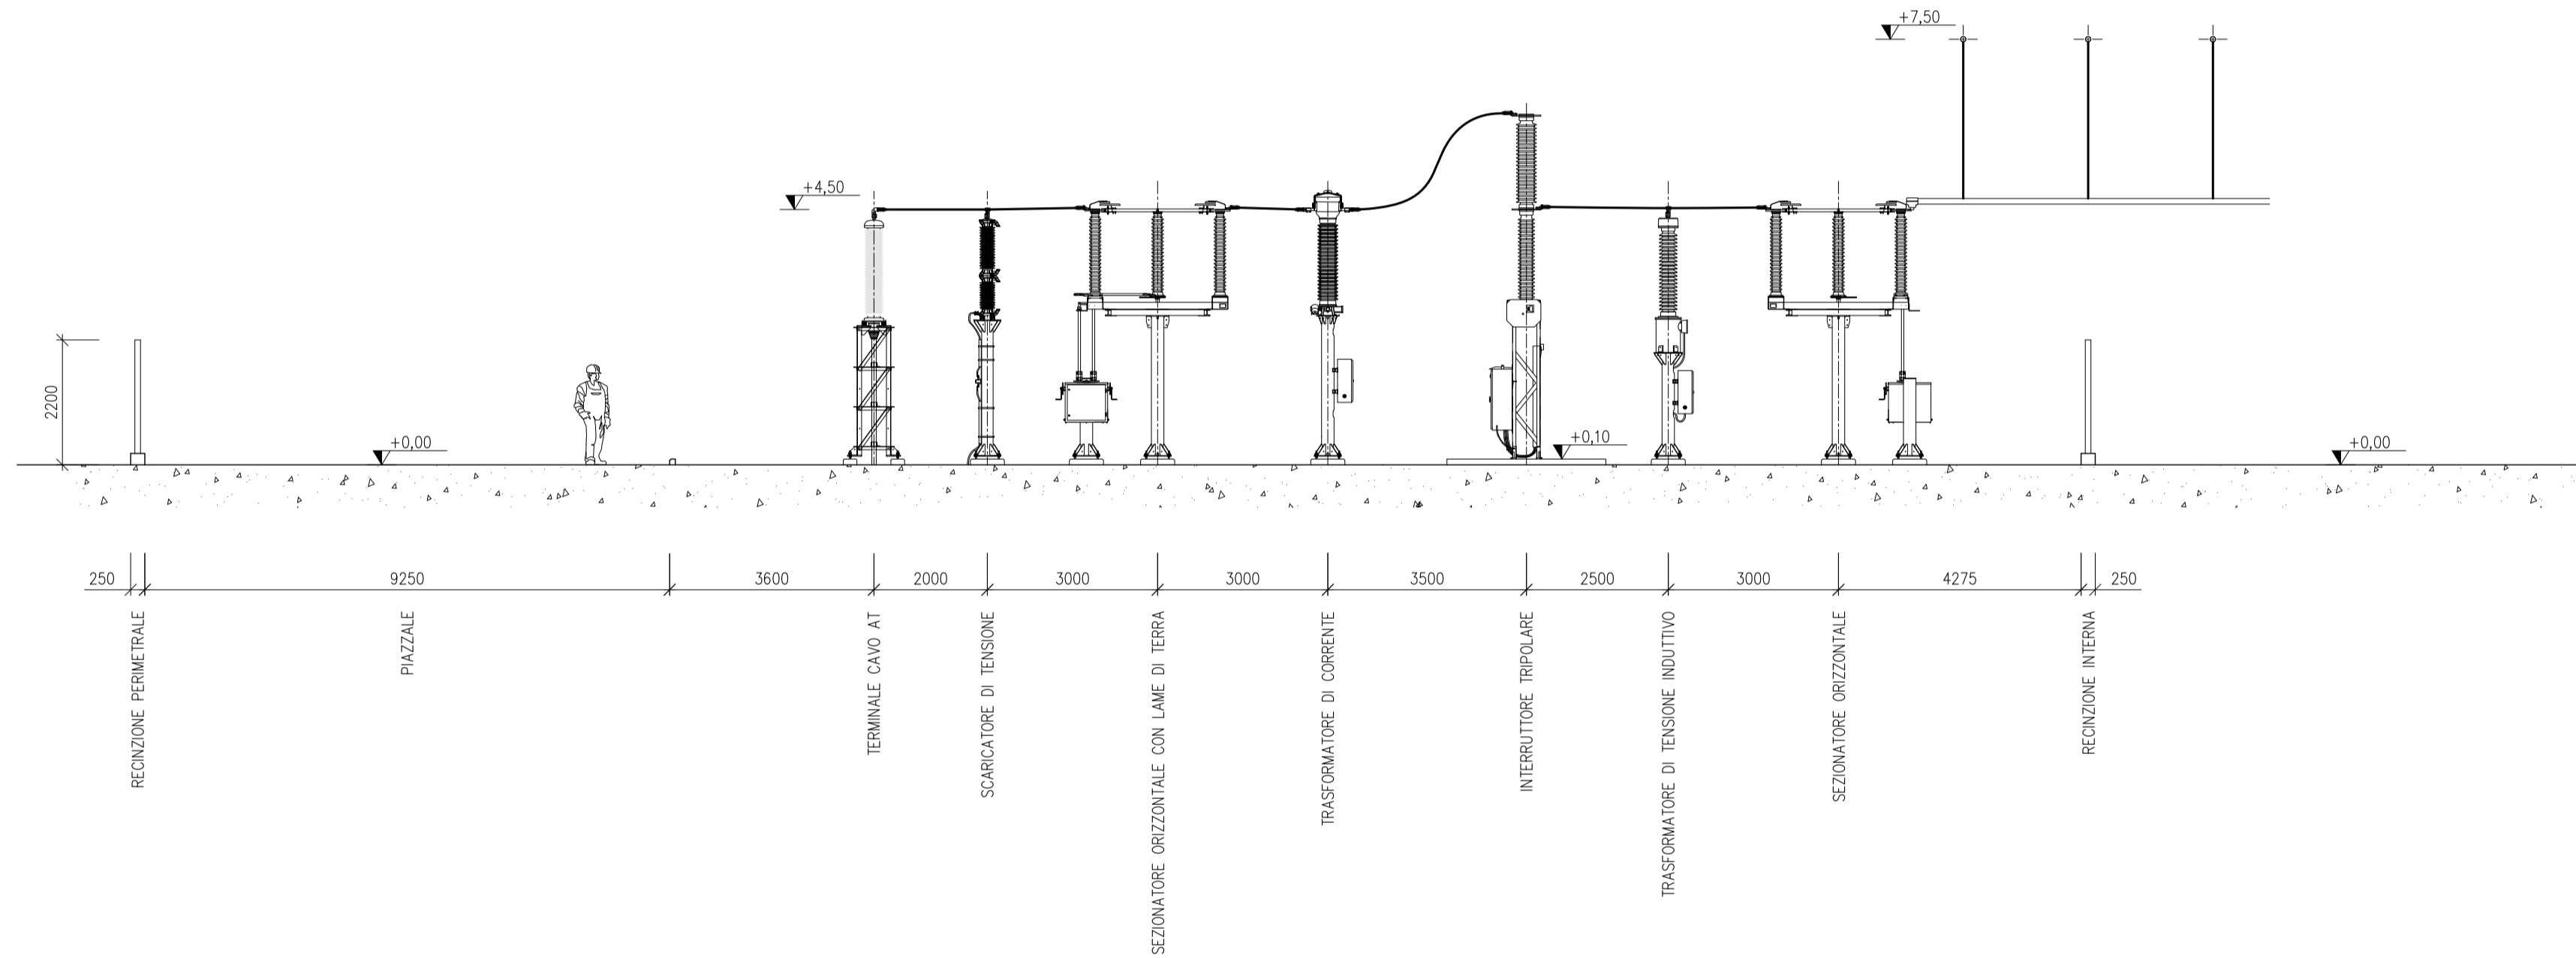 +7,50
+4,50
2200
+0,00
+0,10
+0,00
250
9250
3600
2000
3000
3000
3500
2500
3000
4275
250
RECINZIONE PERIMETRALE
PIAZZALE
TERMINALE CAVO AT
SCARICATORE DI TENSIONE
SEZIONATORE ORIZZONTALE CON LAME DI TERRA
TRASFORMATORE DI CORRENTE
INTERRUTTORE TRIPOLARE
TRASFORMATORE DI TENSIONE INDUTTIVO
SEZIONATORE ORIZZONTALE
RECINZIONE INTERNA